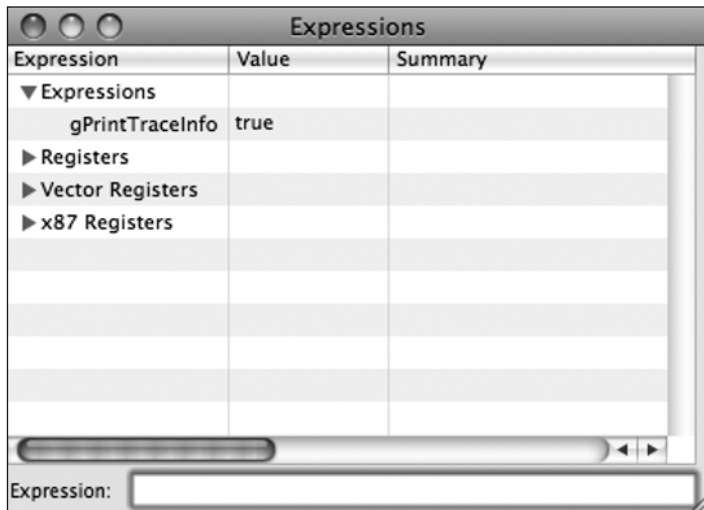 Expressions
Expression Value Summary
Expressions
gPrintTraceInfo true
Registers
Vector Registers
x87 Registers
Expression: